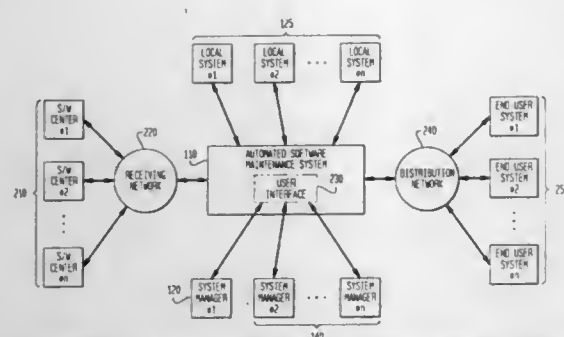 125
LOCAL SYSTEM #1
LOCAL SYSTEM #2
LOCAL SYSTEM #n
S/W CENTER #1
220
110
AUTOMATED SOFTWARE MAINTENANCE SYSTEM
240
END USER SYSTEM #1
210
S/W CENTER #2
RECEIVING NETWORK
USER INTERFACE
230
DISTRIBUTION NETWORK
END USER SYSTEM #2
25
S/W CENTER #n
120
SYSTEM MANAGER #1
SYSTEM MANAGER #2
SYSTEM MANAGER #n
END USER SYSTEM #n